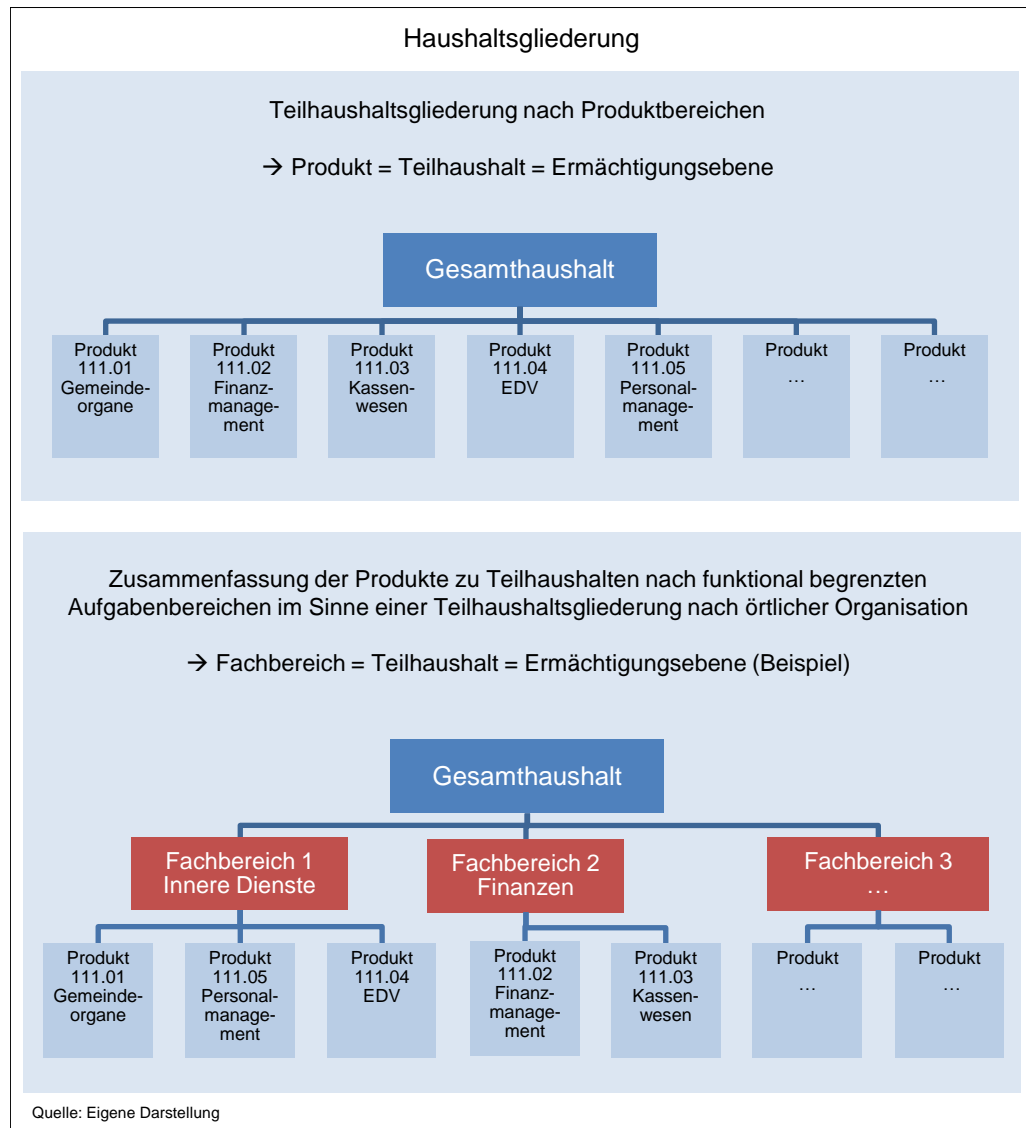 Haushaltsgliederung
Teilhaushaltsgliederung nach Produktbereichen
→ Produkt = Teilhaushalt = Ermächtigungsebene
Gesamthaushalt
Produkt
111.01
Gemeinde-
organe
Produkt
111.02
Finanz-
manage-
ment
Produkt
111.03
Kassen-
wesen
Produkt
111.04
EDV
Produkt
111.05
Personal-
manage-
ment
Produkt
…
Produkt
…
Zusammenfassung der Produkte zu Teilhaushalten nach funktional begrenzten
Aufgabenbereichen im Sinne einer Teilhaushaltsgliederung nach örtlicher Organisation
→ Fachbereich = Teilhaushalt = Ermächtigungsebene (Beispiel)
Gesamthaushalt
Fachbereich 1
Innere Dienste
Fachbereich 2
Finanzen
Fachbereich 3
…
Produkt
111.01
Gemeinde-
organe
Produkt
111.05
Personal-
manage-
ment
Produkt
111.04
EDV
Produkt
111.02
Finanz-
manage-
ment
Produkt
111.03
Kassen-
wesen
Produkt
…
Produkt
…
Quelle: Eigene Darstellung